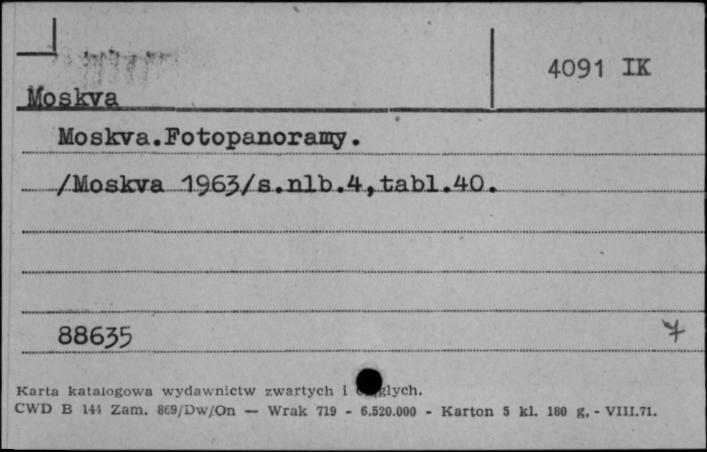 4091 IK
Moskva
Moskva.Fotopanoramy.
/Moskva 1963/s.nlb.4,tabl.40.
88635
Karta katalogowa wydawnictw zwartych i
CWD B 144 Zam. 869/Dw/On — Wrak 719 - 6.520.000 - Karton 5 kl. 180 g. - VIII.71.